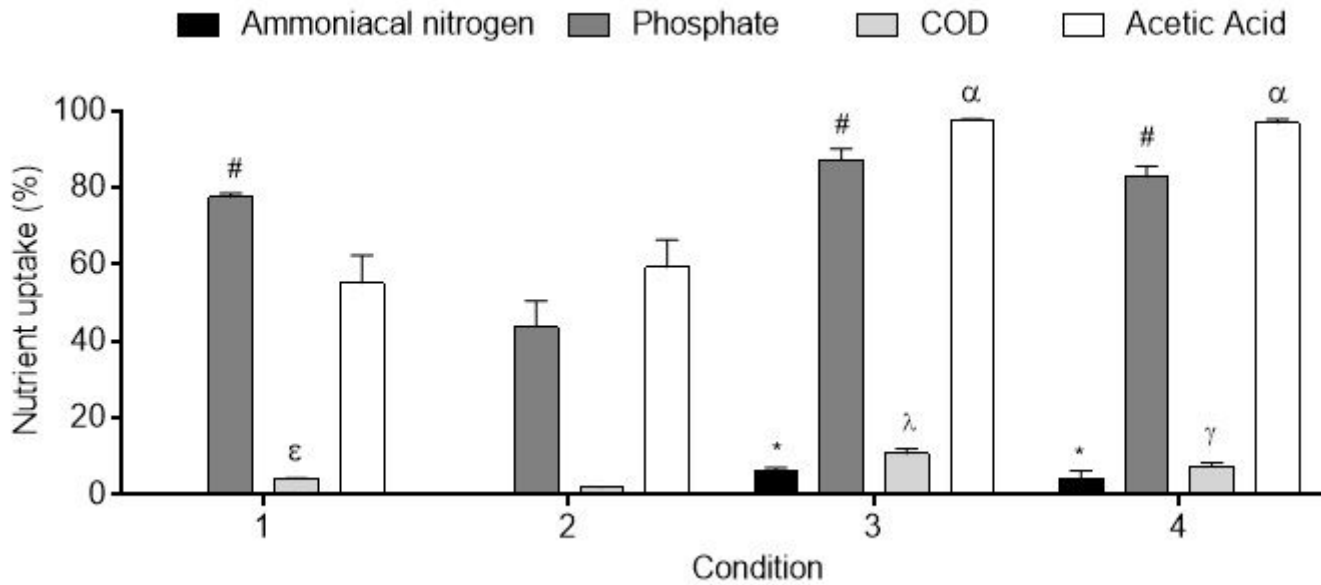 Ammoniacal nitrogen Phosphate COD Acetic Acid
Nutrient uptake (%)
100
80
60
40
20
0
# ε
# λ α
* *
# γ α
1 2 3 4
Condition